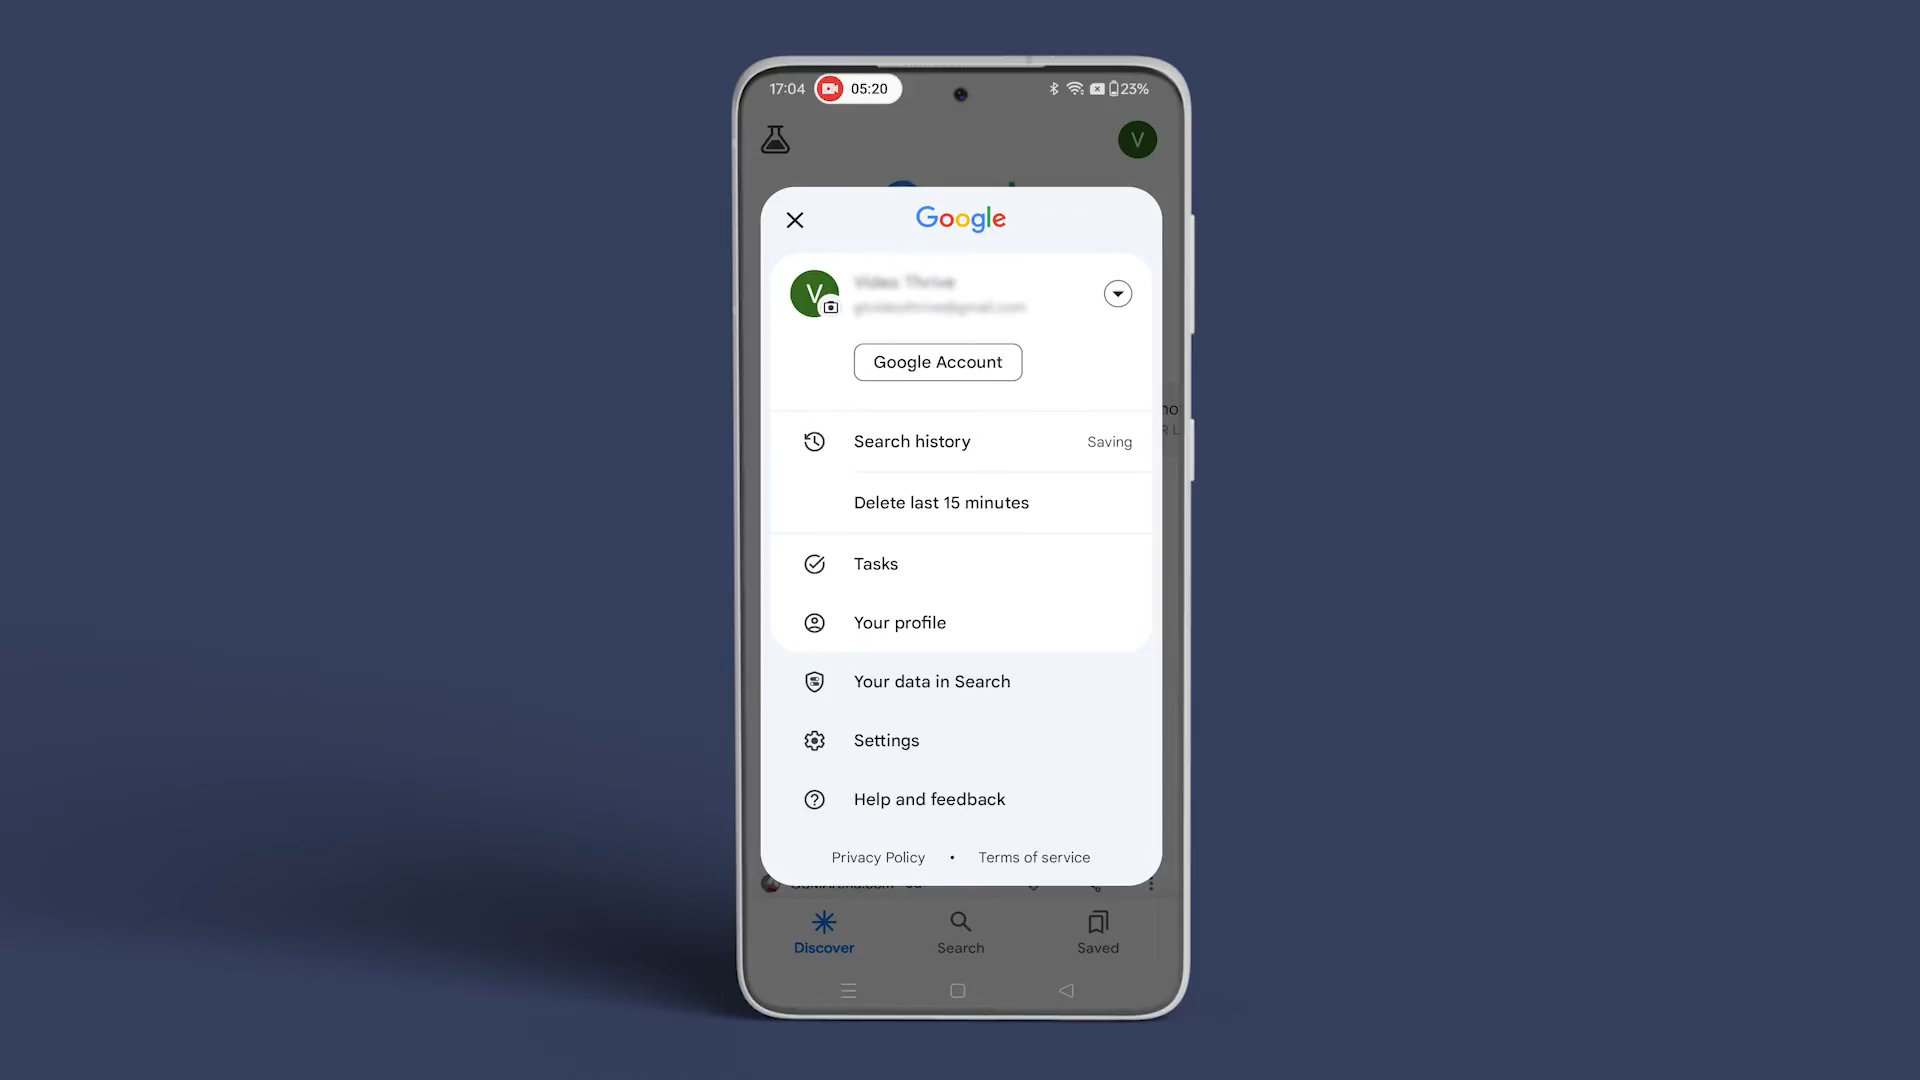 17:04 05:20 23%
V
Google
V
Google Account
Search history Saving
Delete last 15 minutes
Tasks
Your profile
Your data in Search
Settings
Help and feedback
Privacy Policy • Terms of service
Discover Search Saved